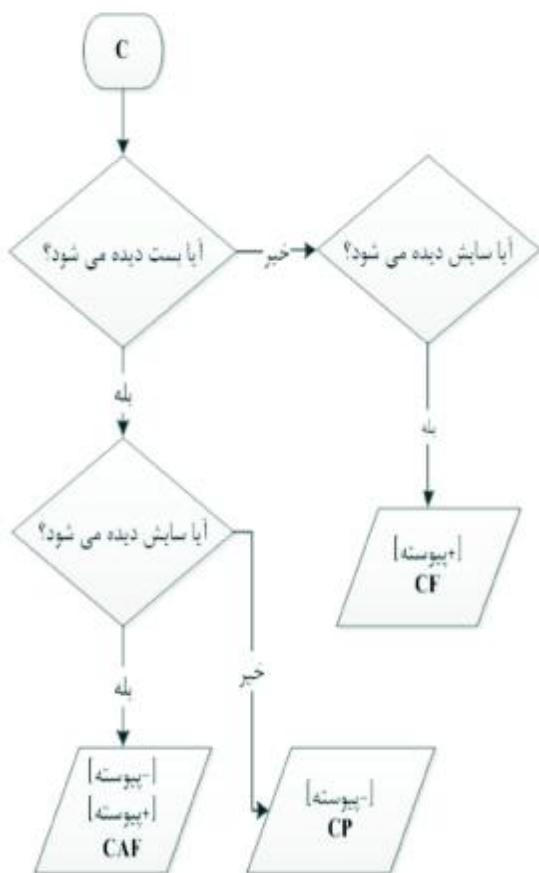 C
آیا بست دیده می شود؟
خیر
آیا سایش دیده می شود؟
بله
بله
آیا سایش دیده می شود؟
[+پیوسته]
CF
بله
خیر
[-پیوسته]
[+پیوسته]
CAF
[-پیوسته]
CP